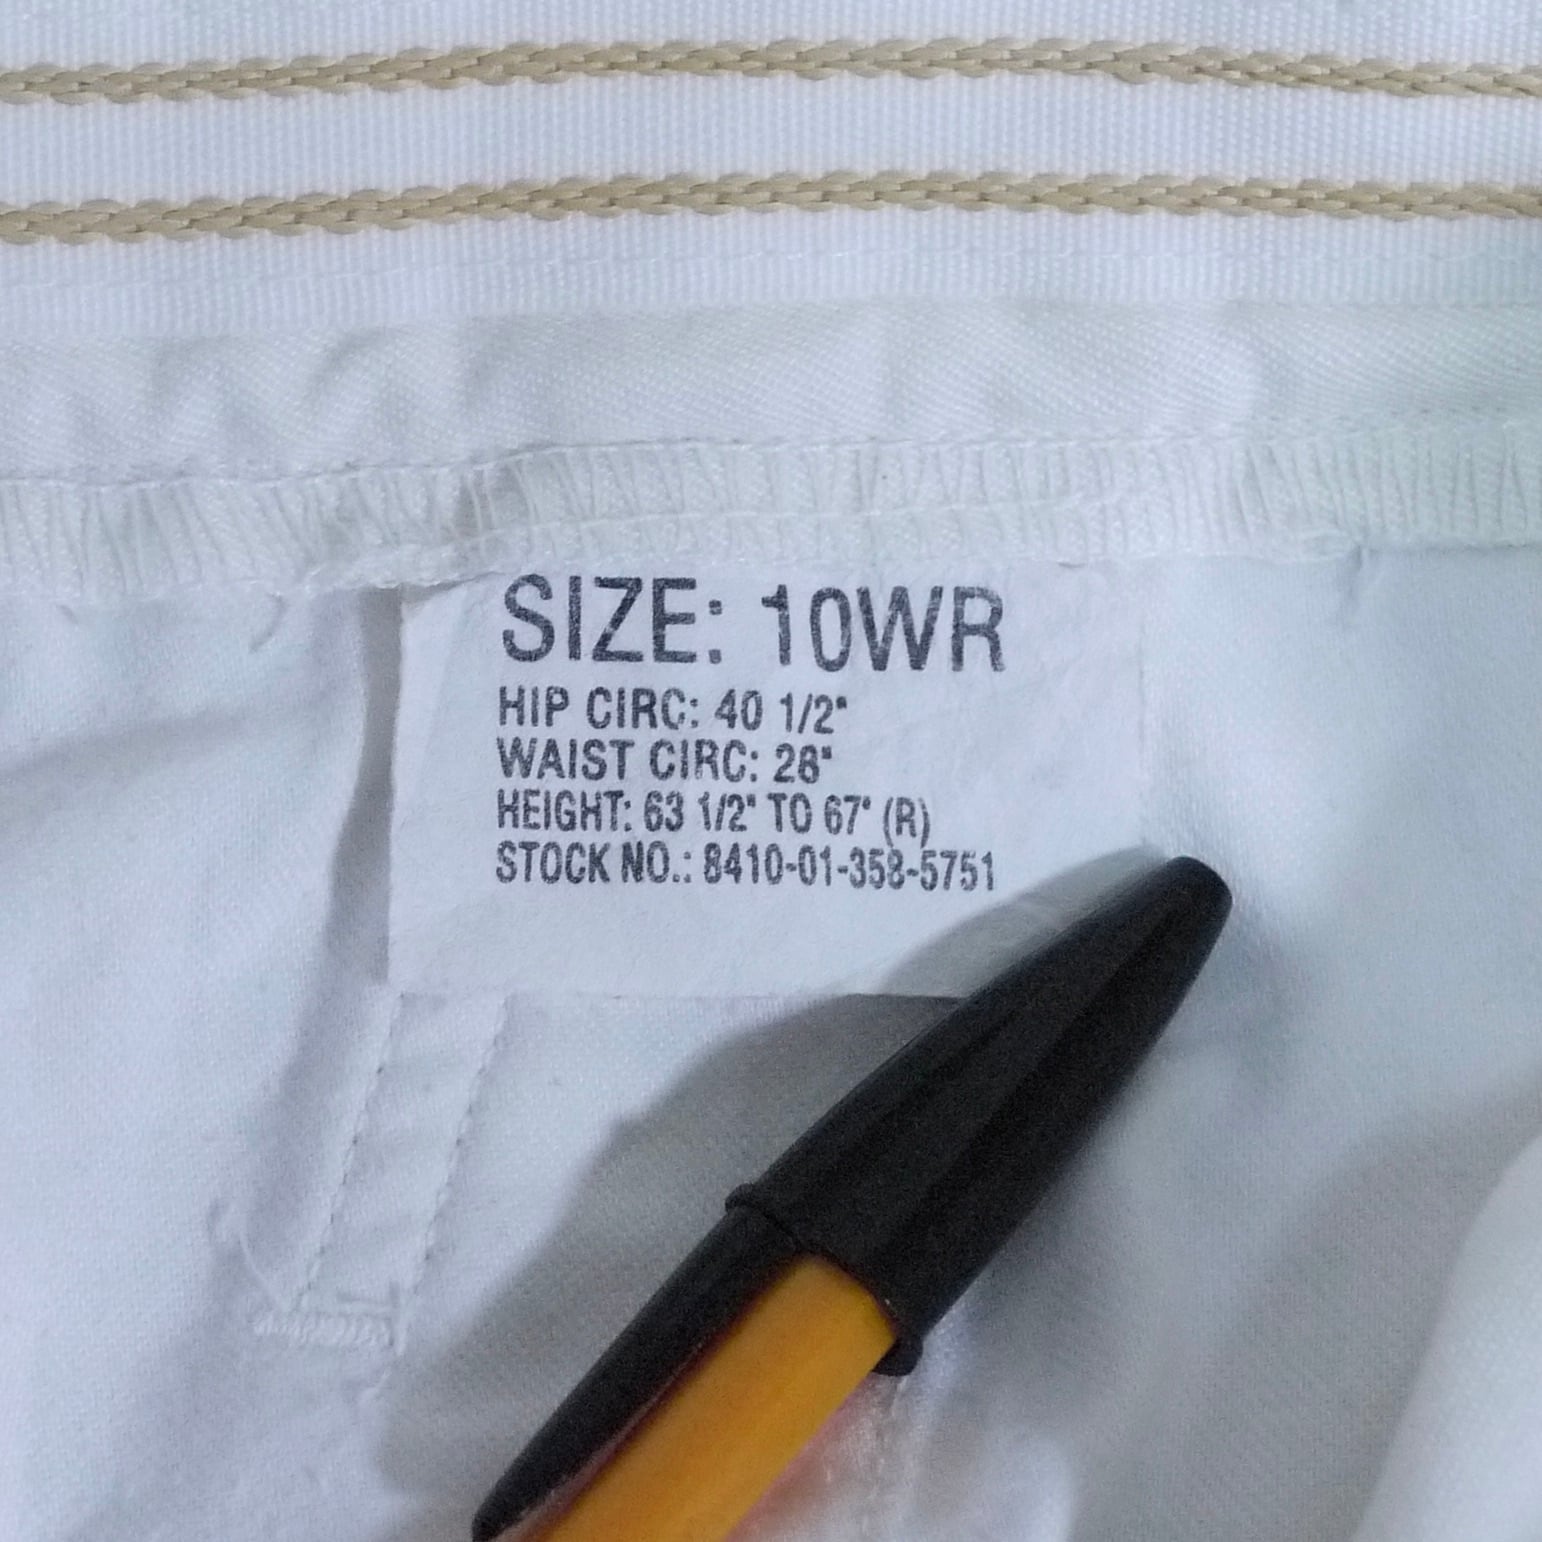 SIZE: 10WR
HIP CIRC: 40 1/2"
WAIST CIRC: 28"
HEIGHT: 63 1/2" TO 67" (R)
STOCK NO.: 8410-01-358-5751